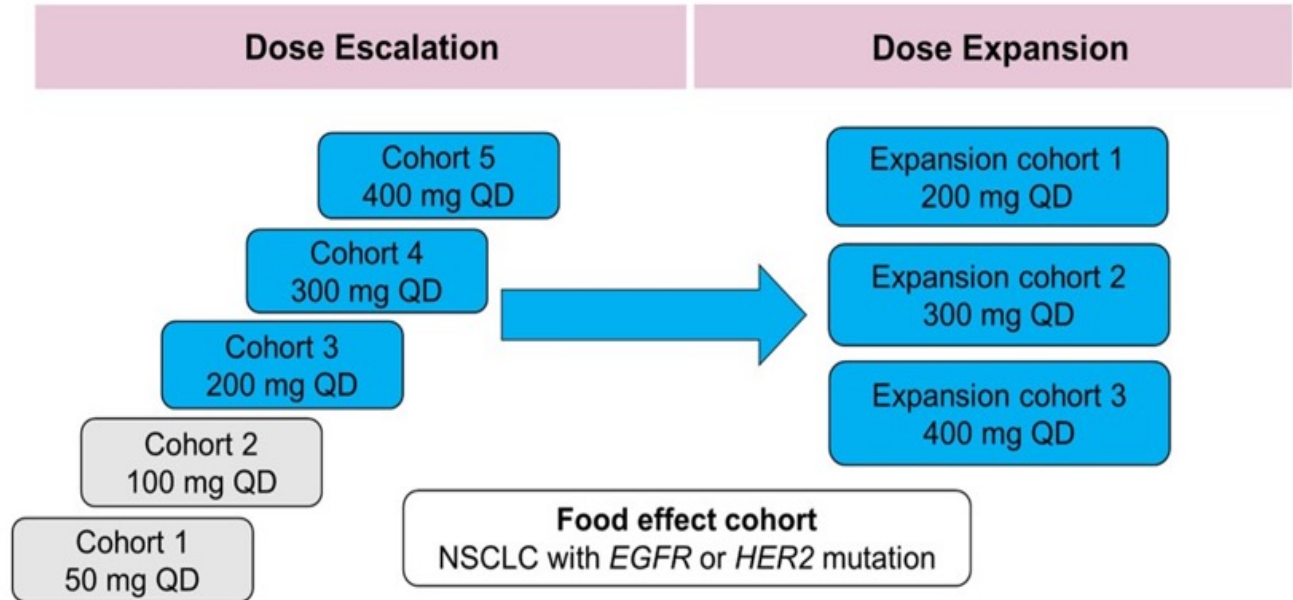 Dose Escalation
Dose Expansion
Cohort 5
400 mg QD
Cohort 4
300 mg QD
Cohort 3
200 mg QD
Cohort 2
100 mg QD
Cohort 1
50 mg QD
Expansion cohort 1
200 mg QD
Expansion cohort 2
300 mg QD
Expansion cohort 3
400 mg QD
Food effect cohort
NSCLC with EGFR or HER2 mutation